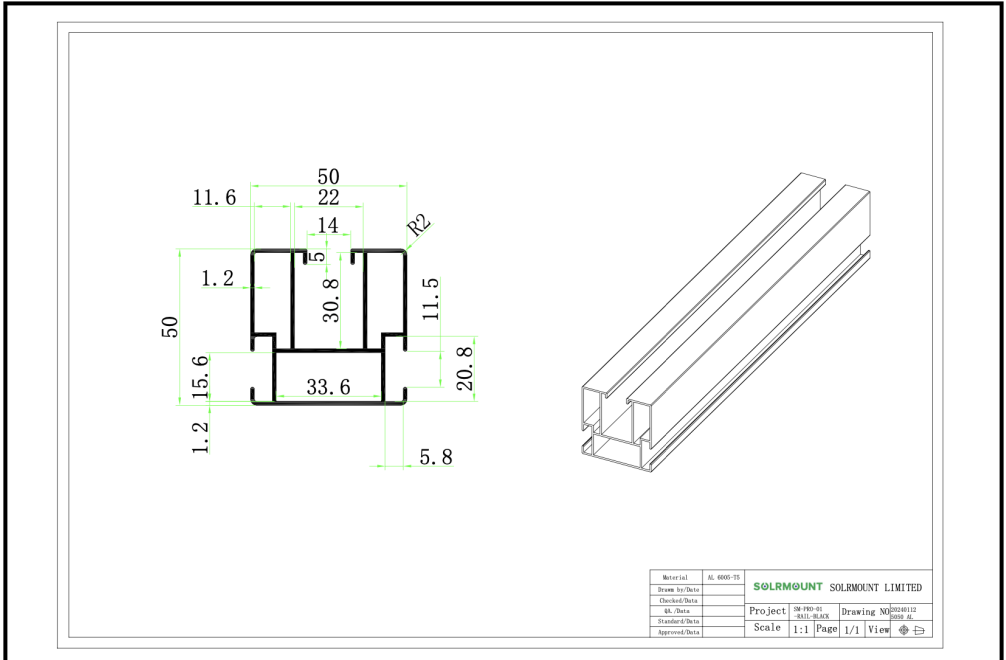 50
11.6
22
14
R2
5
1.2
30.8
11.5
50
15.6
33.6
20.8
1.2
5.8
Material AL 6005-T5
Drawm by/Date
Checked/Data
QA./Data
Standard/Data
Approved/Data
SOLRMOUNT SOLRMOUNT LIMITED
Project SM-PRO-01
-RAIL-BLACK
Drawing NO 20240112
5050 AL
Scale 1:1 Page 1/1 View